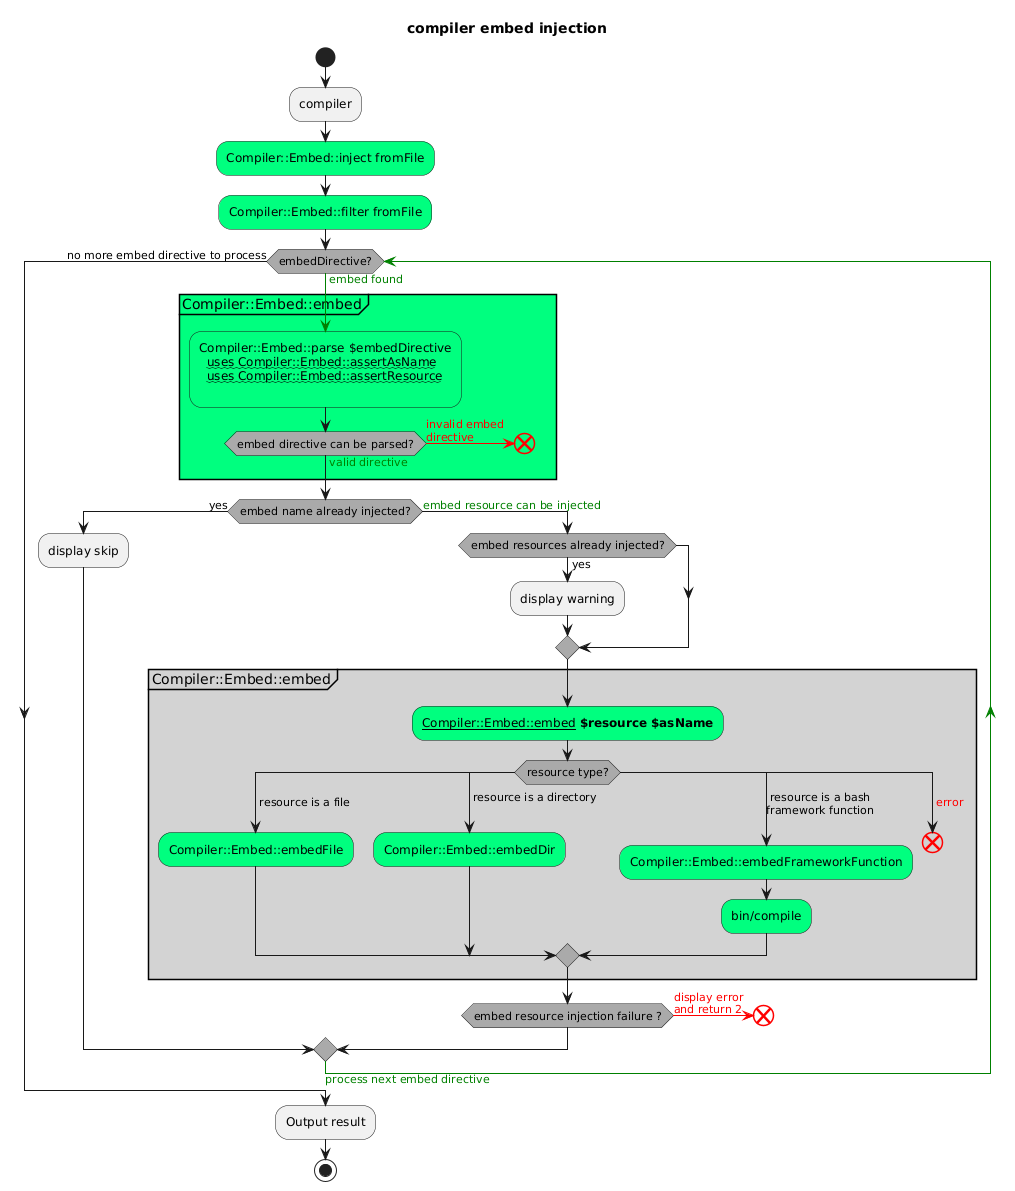 compiler embed injection
compiler
Compiler::Embed::inject fromFile
Compiler::Embed::filter fromFile
no more embed directive to process
embedDirective?
embed found
Compiler::Embed::embed
Compiler::Embed::parse $embedDirective
uses Compiler::Embed::assertAsName
uses Compiler::Embed::assertResource
invalid embed
directive
embed directive can be parsed?
valid directive
yes
embed name already injected?
embed resource can be injected
display skip
embed resources already injected?
yes
display warning
Compiler::Embed::embed
Compiler::Embed::embed $resource $asName
resource type?
resource is a file
resource is a directory
resource is a bash
framework function
error
Compiler::Embed::embedFile
Compiler::Embed::embedDir
Compiler::Embed::embedFrameworkFunction
bin/compile
display error
and return 2
embed resource injection failure ?
process next embed directive
Output result